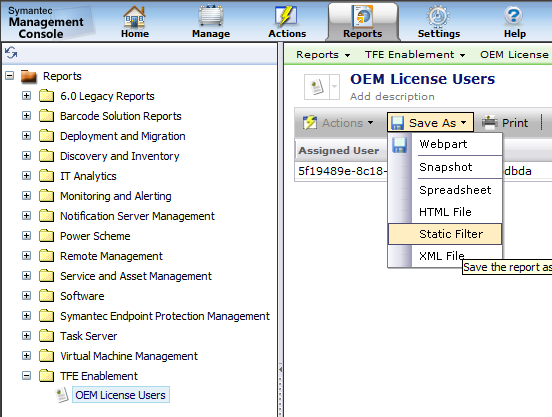 Symantec
Management
Console
Home
Manage
Actions
Reports
Settings
Help
Reports
6.0 Legacy Reports
Barcode Solution Reports
Deployment and Migration
Discovery and Inventory
IT Analytics
Monitoring and Alerting
Notification Server Management
Power Scheme
Remote Management
Service and Asset Management
Software
Symantec Endpoint Protection Management
Task Server
Virtual Machine Management
TFE Enablement
OEM License Users
Reports TFE Enablement OEM License
OEM License Users
Add description
Actions Save As Print
Assigned User
5f19489e-8c18- dbda
Webpart
Snapshot
Spreadsheet
HTML File
Static Filter
XML File
Save the report as